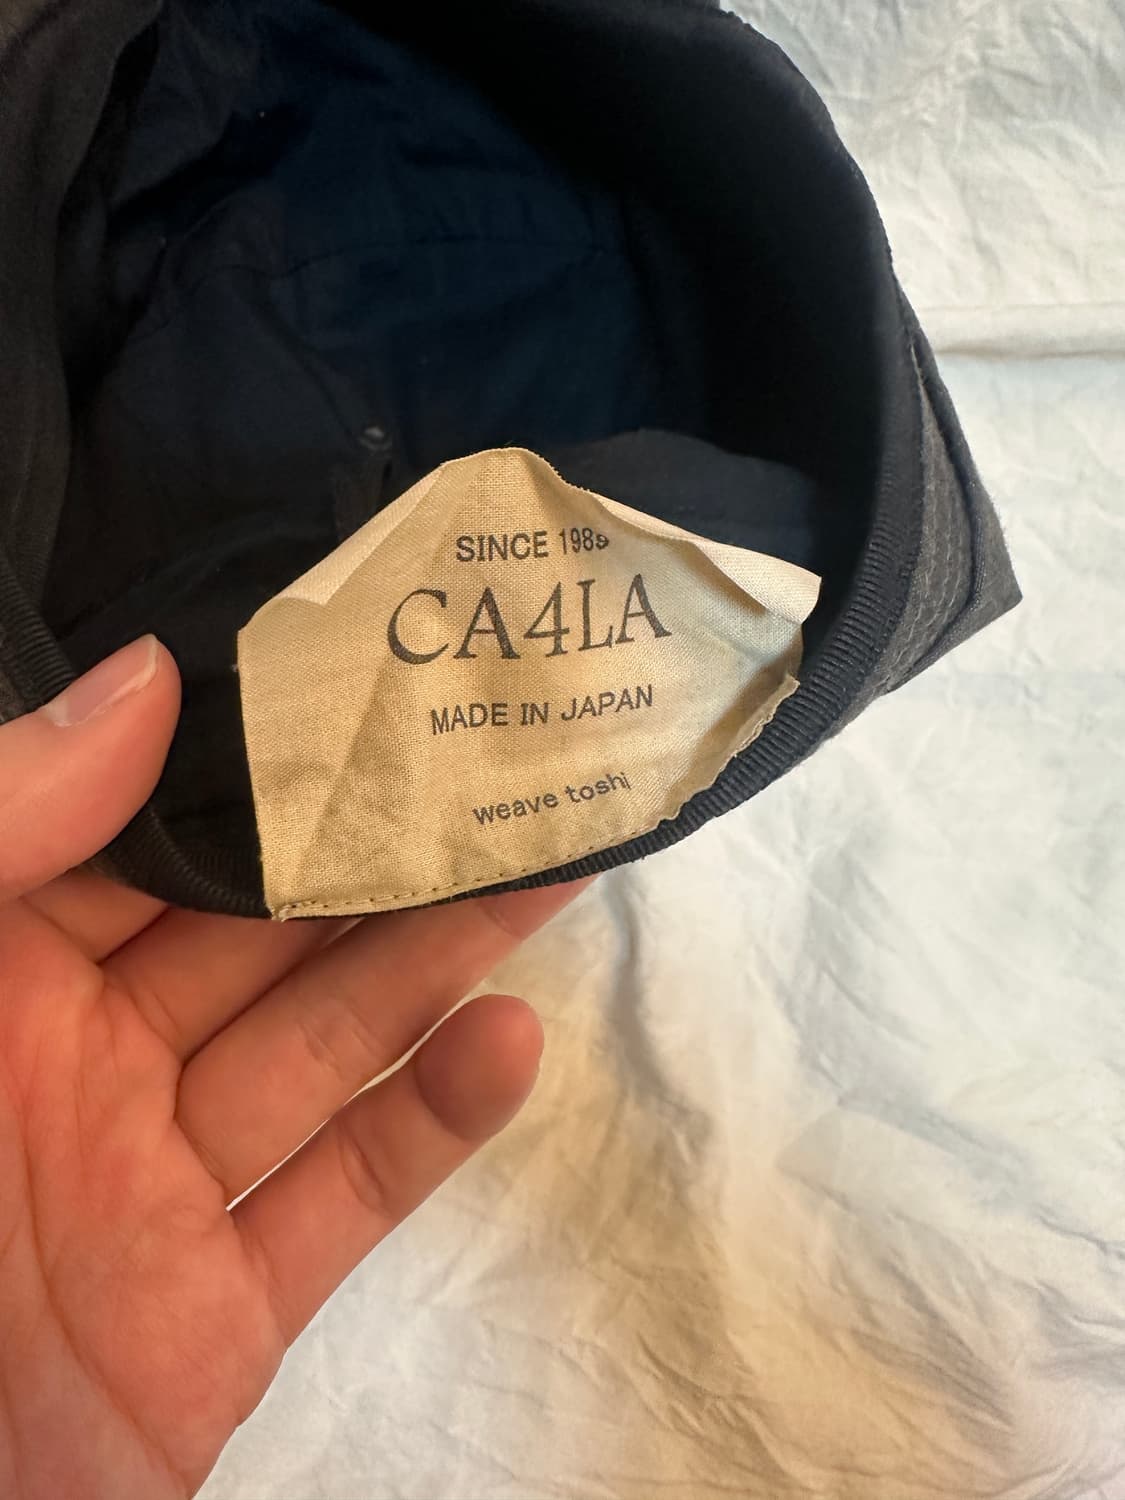 SINCE 1989
CA4LA
MADE IN JAPAN
weave toshi